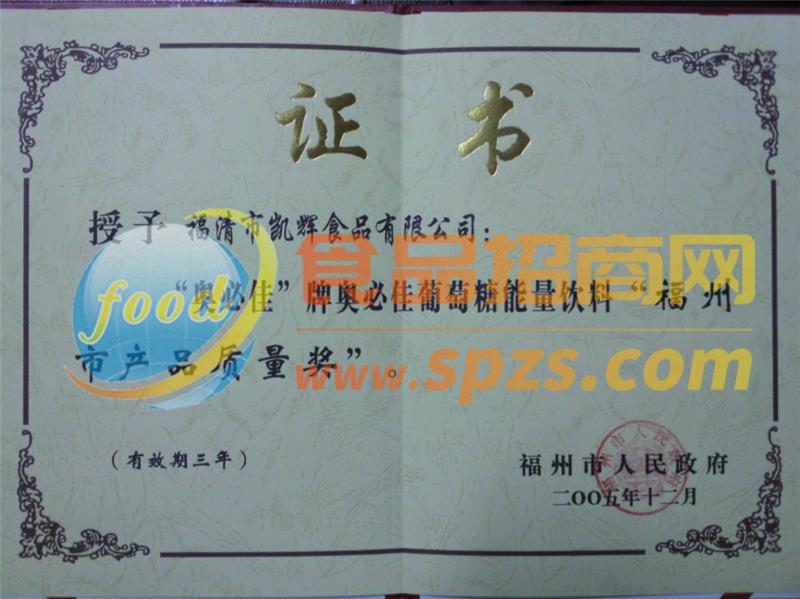 证书
授予 福清市凯辉食品有限公司：
“奥必佳”牌奥必佳葡萄糖能量饮料“福州
市产品质量奖”。
（有效期三年）
福州市人民政府
二〇〇五年十二月
food
食品招商网
www.spzs.com